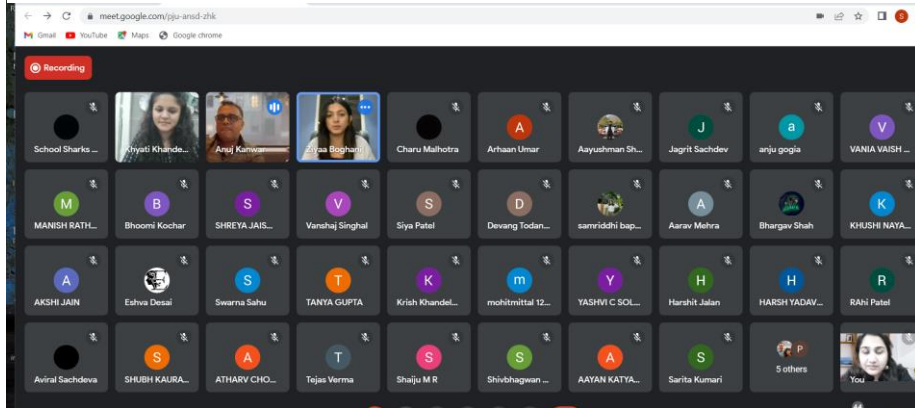 meet.google.com/pju-ansd-zhk
Gmail YouTube Maps Google chrome
Recording
School Sharks ... Khyati Khande... Anuj Kanwar Ziyaa Boghani Charu Malhotra Arhaan Umar Aayushman Sh... Jagrit Sachdev anju gogia VANIA VAISH ...
A J a V
MANISH RATH... Bhoomi Kochar SHREYA JAIS... Vanshaj Singhal Siya Patel Devang Todan... samriddhi bap... Aarav Mehra Bhargav Shah KHUSHI NAYA...
M B S V S D A K
AKSHI JAIN Eshva Desai Swarna Sahu TANYA GUPTA Krish Khandel... mohitmittal 12... YASHVI C SOL... Harshit Jalan HARSH YADAV... RAhi Patel
A S T K m Y H H R
Aviral Sachdeva SHUBH KAURA... ATHARV CHO... Tejas Verma Shaiju M R Shivbhagwan ... AAYAN KATYA... Sarita Kumari 5 others You
S A T S S A S P
S
44